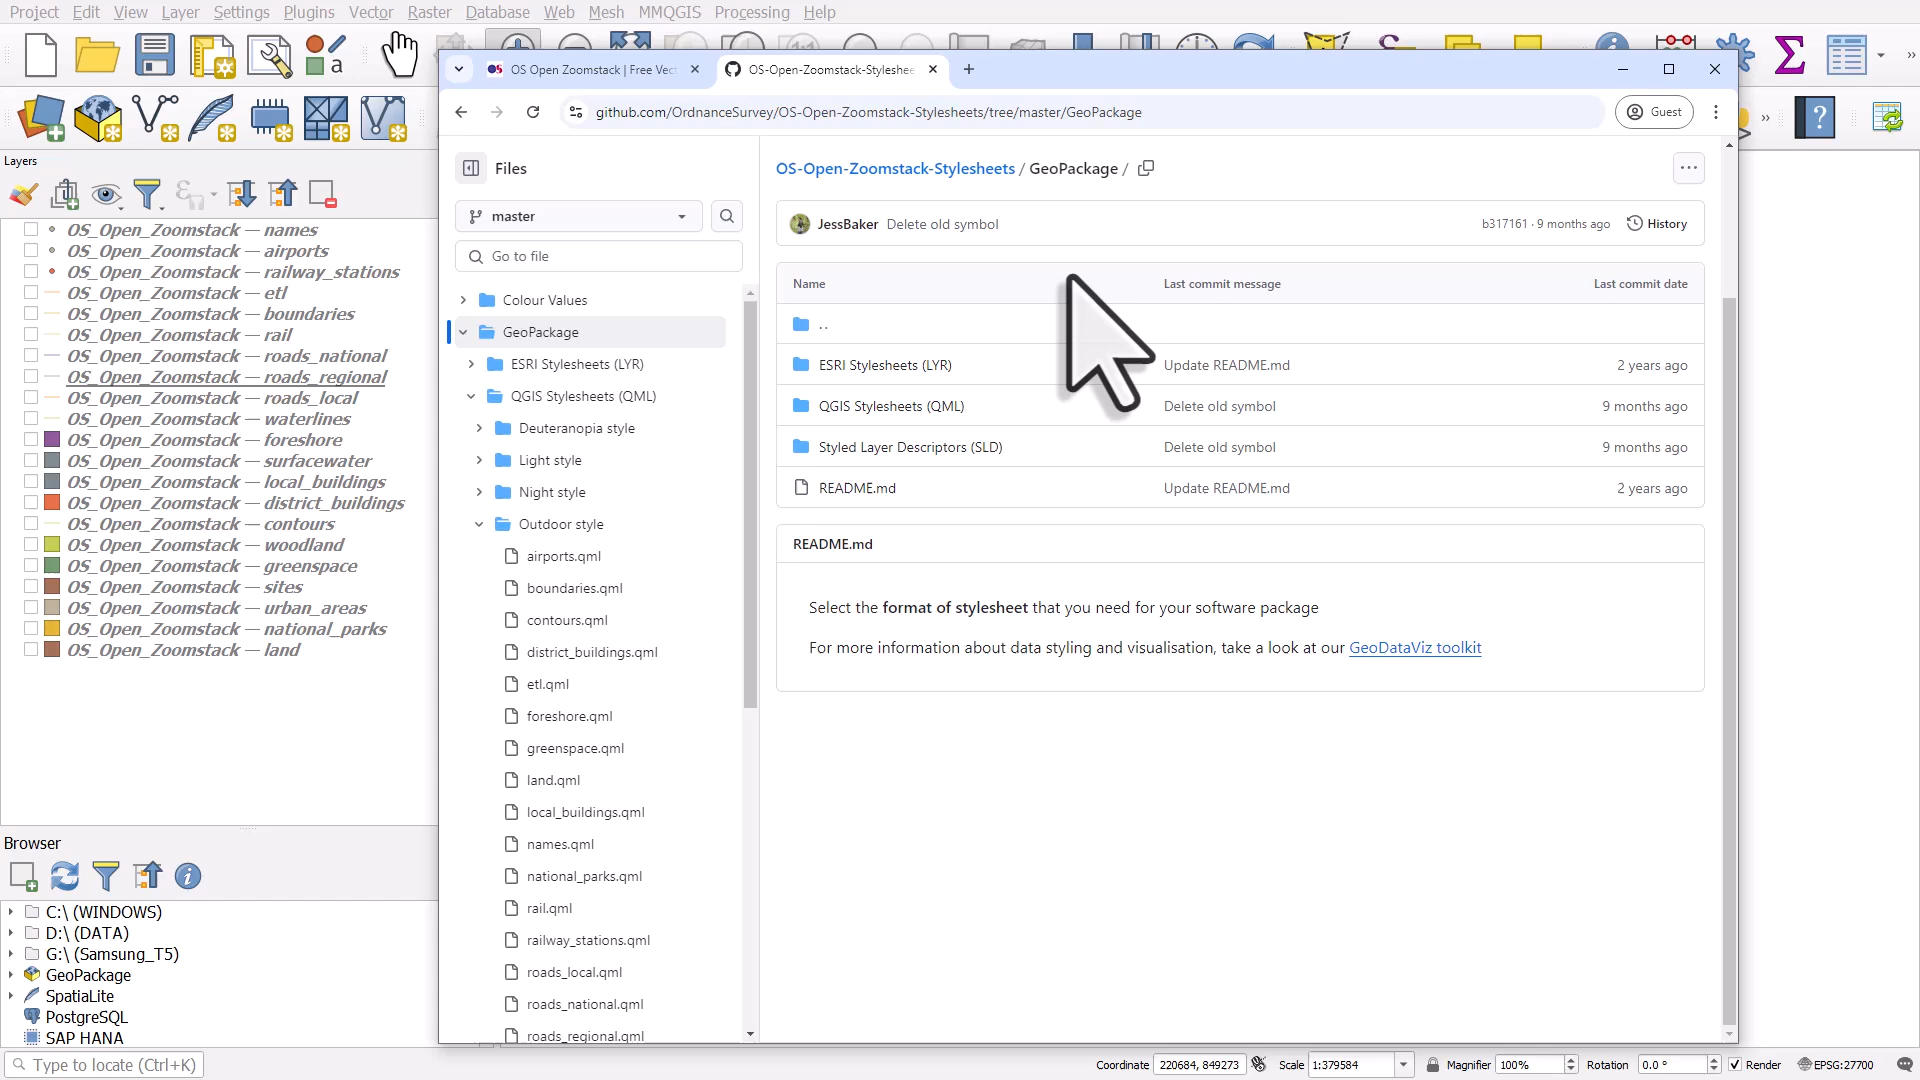 Project Edit View Layer Settings Plugins Vector Raster Database Web Mesh MMQGIS Processing Help
Layers
OS_Open_Zoomstack — names
OS_Open_Zoomstack — airports
OS_Open_Zoomstack — railway_stations
OS_Open_Zoomstack — etl
OS_Open_Zoomstack — boundaries
OS_Open_Zoomstack — rail
OS_Open_Zoomstack — roads_national
OS_Open_Zoomstack — roads_regional
OS_Open_Zoomstack — roads_local
OS_Open_Zoomstack — waterlines
OS_Open_Zoomstack — foreshore
OS_Open_Zoomstack — surfacewater
OS_Open_Zoomstack — local_buildings
OS_Open_Zoomstack — district_buildings
OS_Open_Zoomstack — contours
OS_Open_Zoomstack — woodland
OS_Open_Zoomstack — greenspace
OS_Open_Zoomstack — sites
OS_Open_Zoomstack — urban_areas
OS_Open_Zoomstack — national_parks
OS_Open_Zoomstack — land
Browser
C:\ (WINDOWS)
D:\ (DATA)
G:\ (Samsung_T5)
GeoPackage
SpatiaLite
PostgreSQL
SAP HANA
OS Open Zoomstack | Free Vect
OS-Open-Zoomstack-Styleshee
github.com/OrdnanceSurvey/OS-Open-Zoomstack-Stylesheets/tree/master/GeoPackage
Guest
Files
master
Go to file
Colour Values
GeoPackage
ESRI Stylesheets (LYR)
QGIS Stylesheets (QML)
Deuteranopia style
Light style
Night style
Outdoor style
airports.qml
boundaries.qml
contours.qml
district_buildings.qml
etl.qml
foreshore.qml
greenspace.qml
land.qml
local_buildings.qml
names.qml
national_parks.qml
rail.qml
railway_stations.qml
roads_local.qml
roads_national.qml
roads_regional.qml
OS-Open-Zoomstack-Stylesheets / GeoPackage /
JessBaker Delete old symbol b317161 · 9 months ago History
Name Last commit message Last commit date
..
ESRI Stylesheets (LYR) Update README.md 2 years ago
QGIS Stylesheets (QML) Delete old symbol 9 months ago
Styled Layer Descriptors (SLD) Delete old symbol 9 months ago
README.md Update README.md 2 years ago
README.md
Select the format of stylesheet that you need for your software package
For more information about data styling and visualisation, take a look at our GeoDataViz toolkit
Type to locate (Ctrl+K) Coordinate 220684, 849273 Scale 1:379584 Magnifier 100% Rotation 0.0 ° Render EPSG:27700